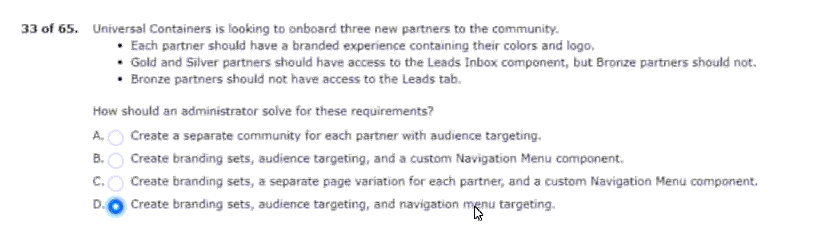 33 of 65. Universal Containers is looking to onboard three new partners to the community.
• Each partner should have a branded experience containing their colors and logo.
• Gold and Silver partners should have access to the Leads Inbox component, but Bronze partners should not.
• Bronze partners should not have access to the Leads tab.
How should an administrator solve for these requirements?
A. Create a separate community for each partner with audience targeting.
B. Create branding sets, audience targeting, and a custom Navigation Menu component.
C. Create branding sets, a separate page variation for each partner, and a custom Navigation Menu component.
D. Create branding sets, audience targeting, and navigation menu targeting.